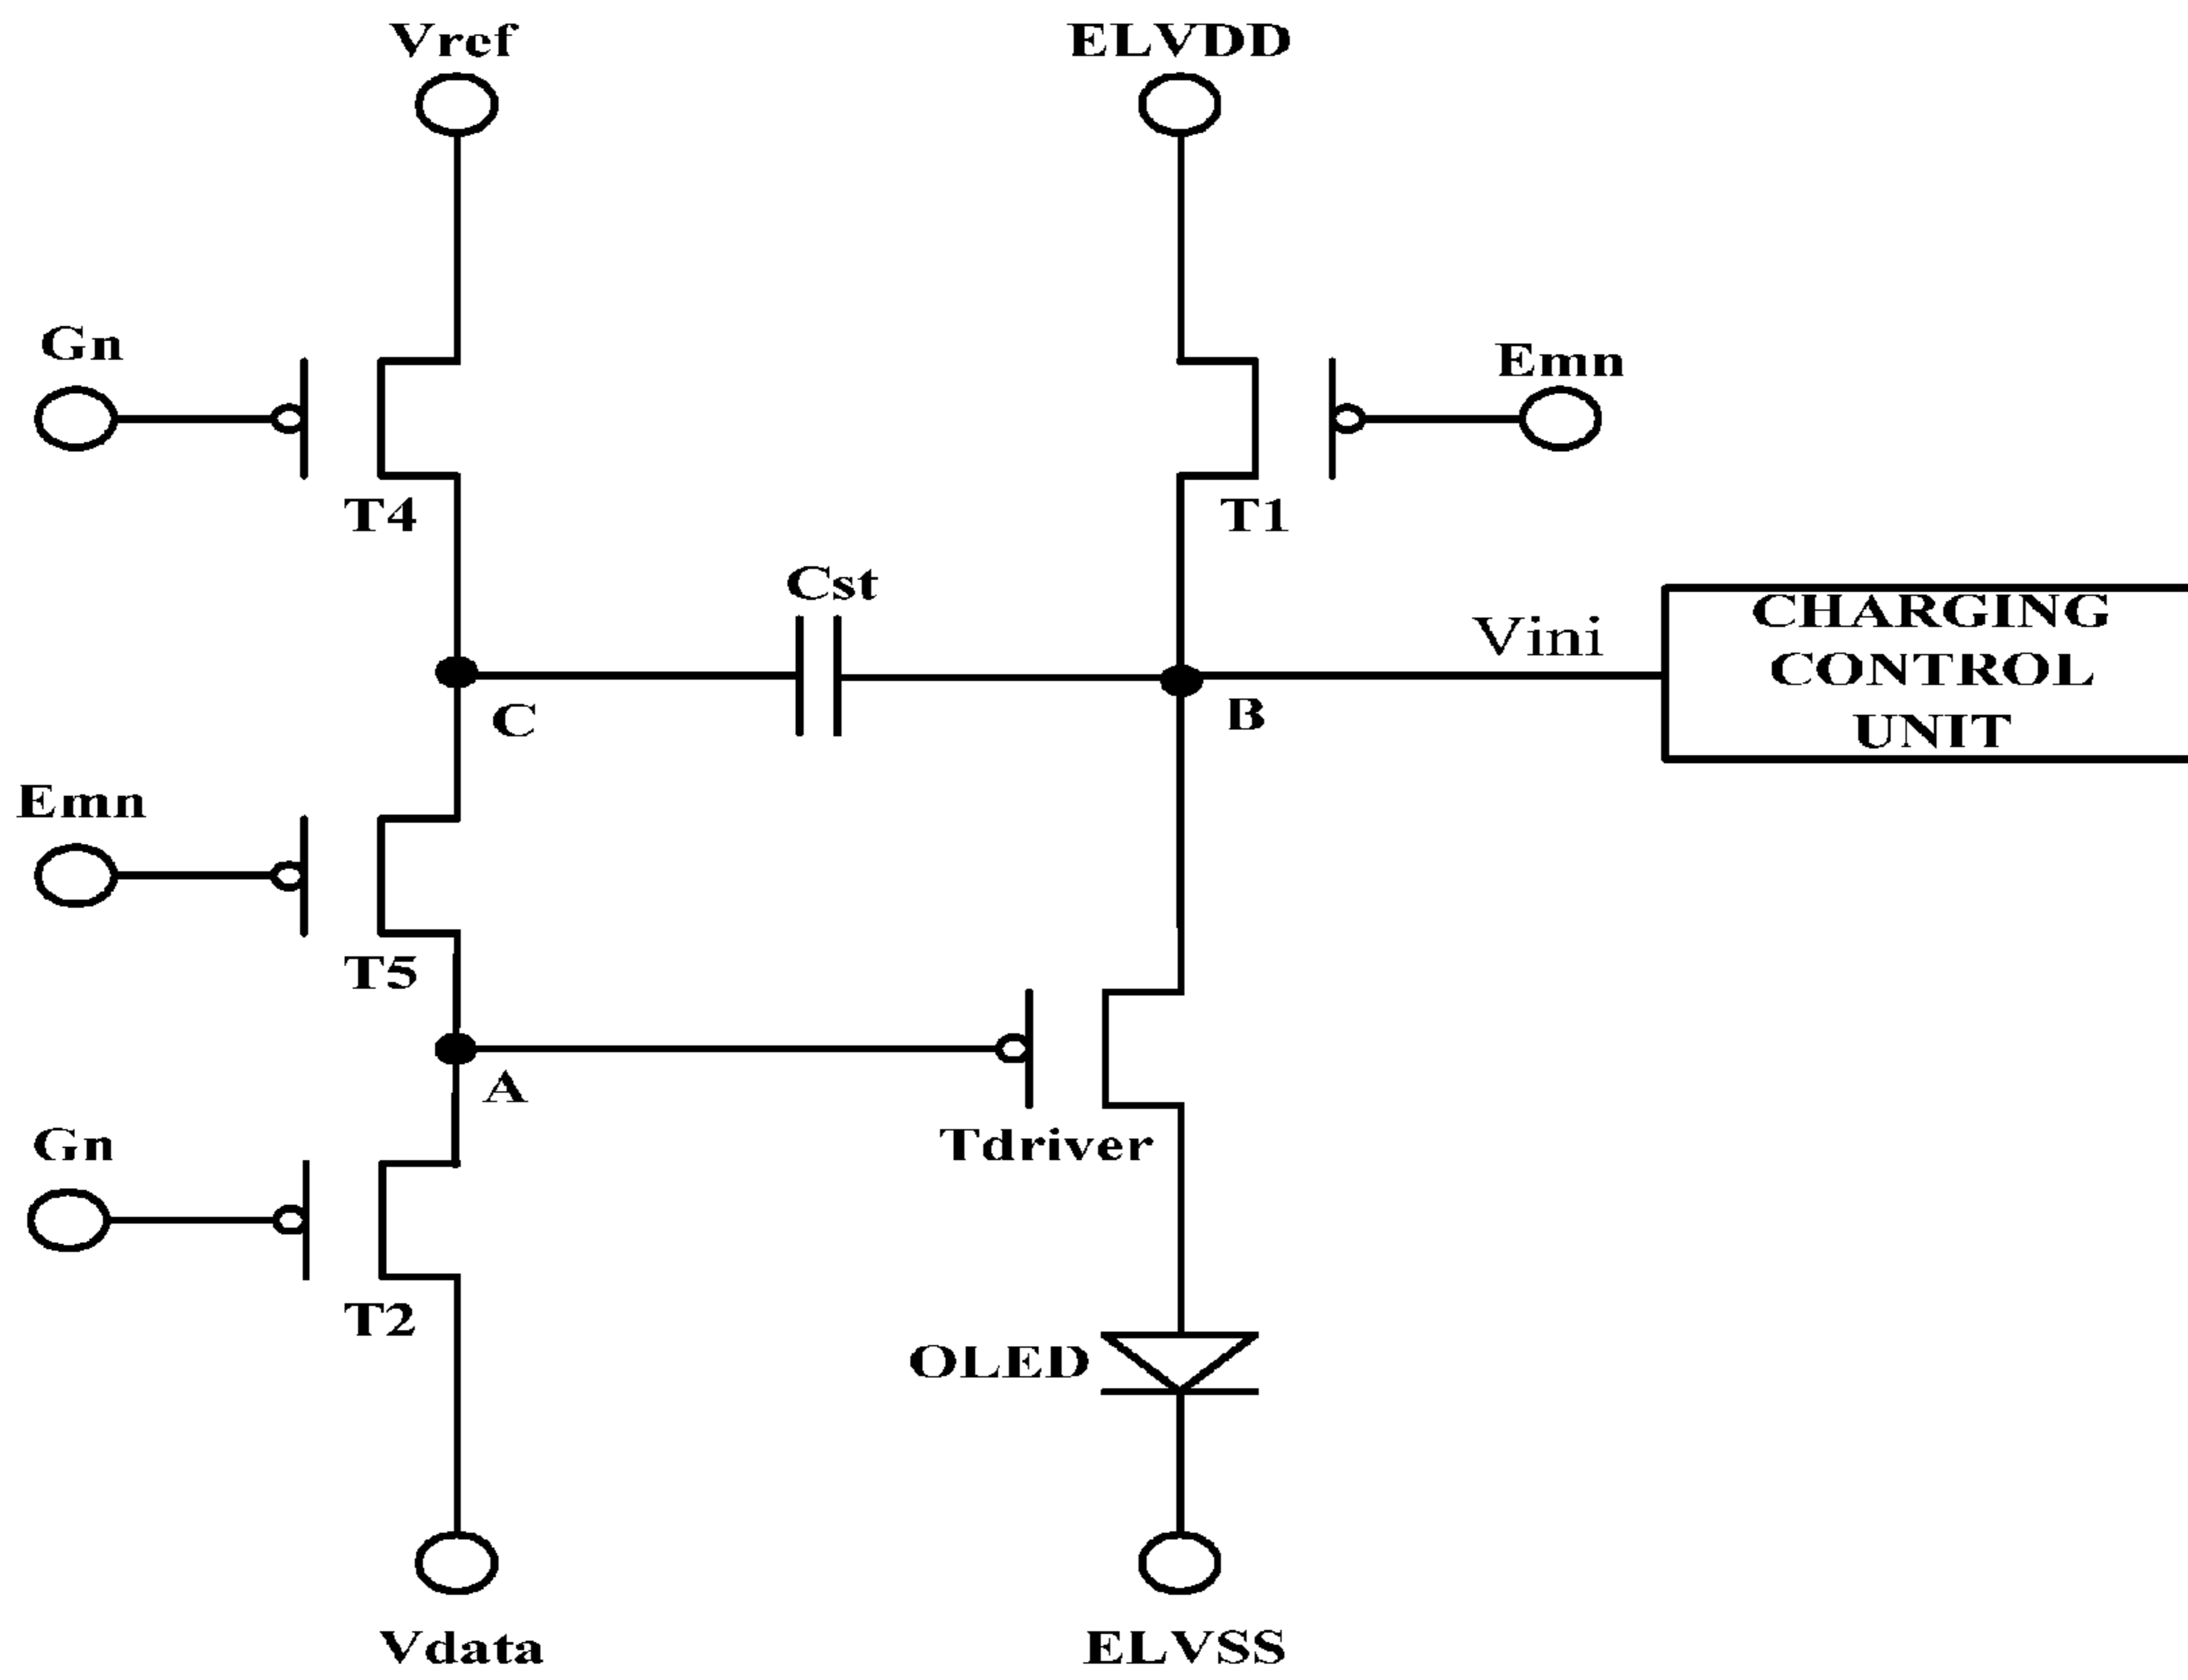 Vref
ELVDD
Gn
Emn
T4
T1
Cst
Vini
CHARGING
CONTROL
UNIT
C
B
Emn
T5
A
Gn
Tdriver
T2
OLED
Vdata
ELVSS